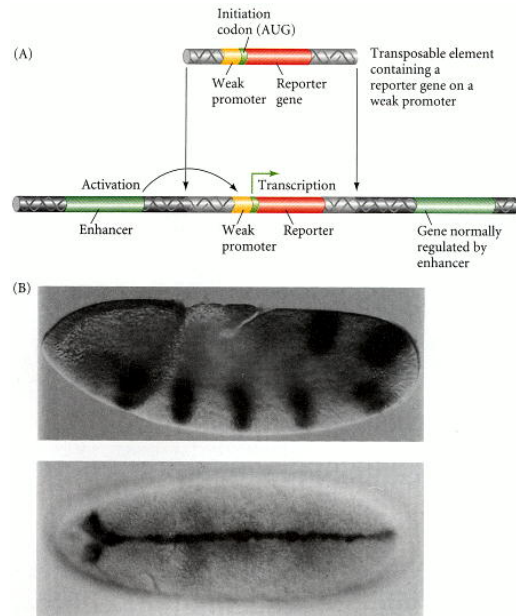 (A)
Initiation
codon (AUG)
Weak
promoter
Reporter
gene
Transposable element
containing a
reporter gene on a
weak promoter
Activation
Transcription
Enhancer
Weak
promoter
Reporter
Gene normally
regulated by
enhancer
(B)